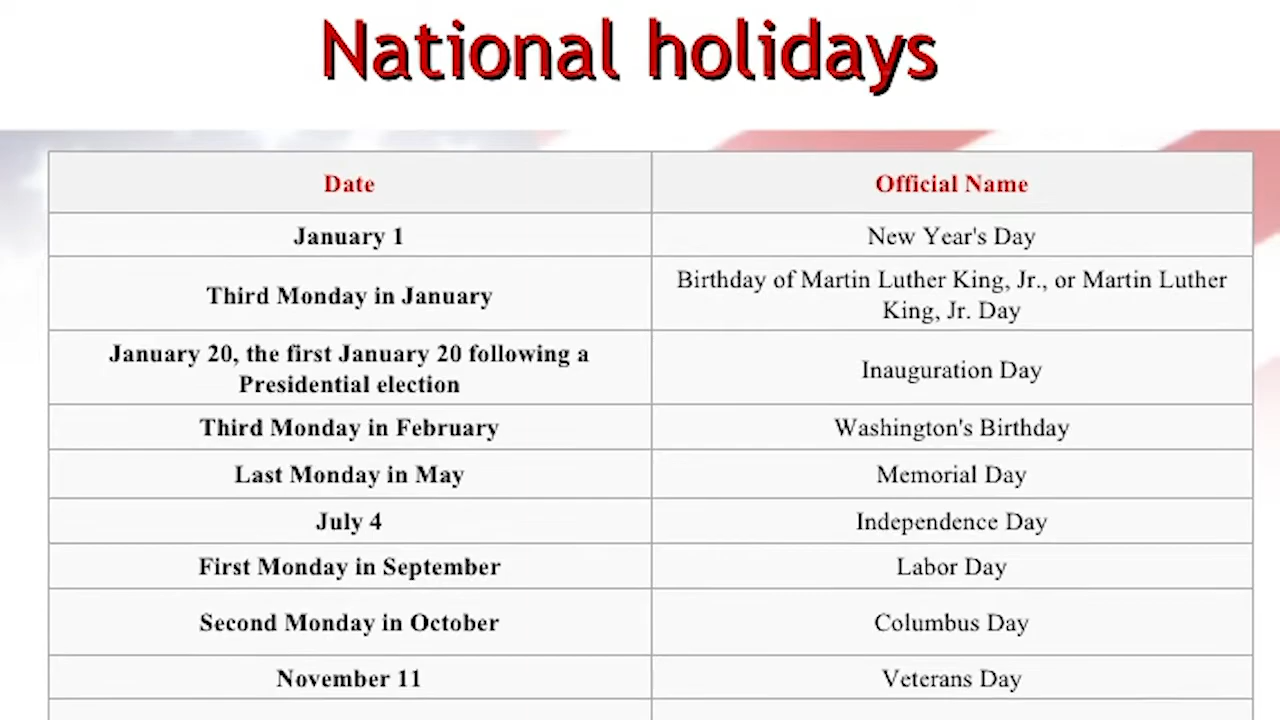 National holidays
Date
Official Name
January 1
New Year's Day
Third Monday in January
Birthday of Martin Luther King, Jr., or Martin Luther
King, Jr. Day
January 20, the first January 20 following a
Presidential election
Inauguration Day
Third Monday in February
Washington's Birthday
Last Monday in May
Memorial Day
July 4
Independence Day
First Monday in September
Labor Day
Second Monday in October
Columbus Day
November 11
Veterans Day